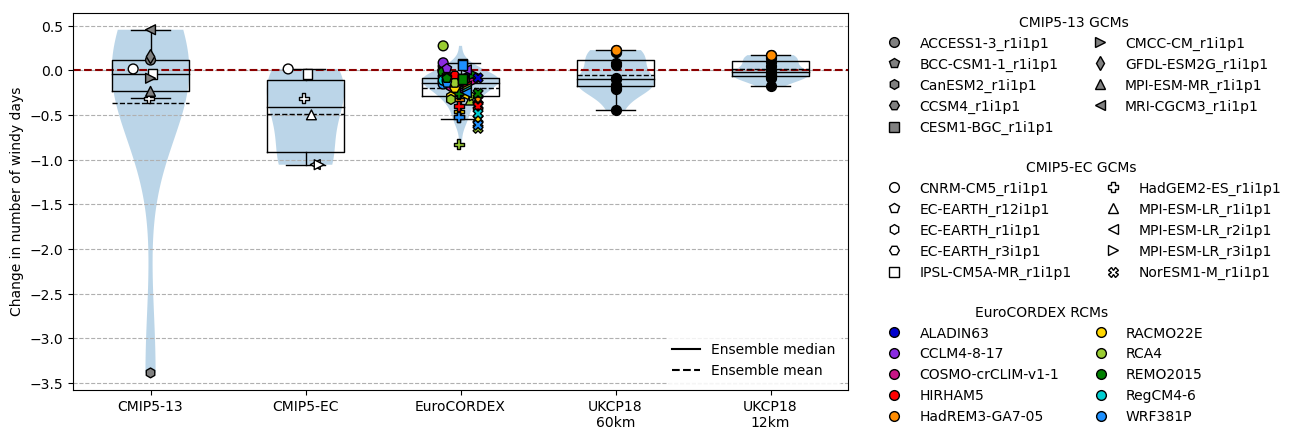 Change in number of windy days
0.5
0.0
−0.5
−1.0
−1.5
−2.0
−2.5
−3.0
−3.5
CMIP5-13
CMIP5-EC
EuroCORDEX
UKCP18
60km
UKCP18
12km
Ensemble median
Ensemble mean
CMIP5-13 GCMs
ACCESS1-3_r1i1p1
BCC-CSM1-1_r1i1p1
CanESM2_r1i1p1
CCSM4_r1i1p1
CESM1-BGC_r1i1p1
CMCC-CM_r1i1p1
GFDL-ESM2G_r1i1p1
MPI-ESM-MR_r1i1p1
MRI-CGCM3_r1i1p1
CMIP5-EC GCMs
CNRM-CM5_r1i1p1
EC-EARTH_r12i1p1
EC-EARTH_r1i1p1
EC-EARTH_r3i1p1
IPSL-CM5A-MR_r1i1p1
HadGEM2-ES_r1i1p1
MPI-ESM-LR_r1i1p1
MPI-ESM-LR_r2i1p1
MPI-ESM-LR_r3i1p1
NorESM1-M_r1i1p1
EuroCORDEX RCMs
ALADIN63
CCLM4-8-17
COSMO-crCLIM-v1-1
HIRHAM5
HadREM3-GA7-05
RACMO22E
RCA4
REMO2015
RegCM4-6
WRF381P